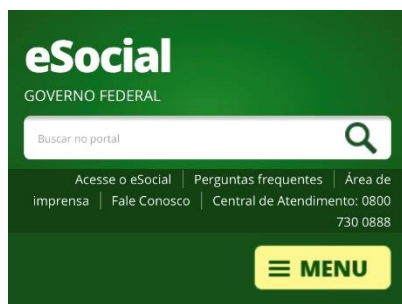 eSocial
GOVERNO FEDERAL
Buscar no portal
Acesse o eSocial | Perguntas frequentes | Área de
imprensa | Fale Conosco | Central de Atendimento: 0800
730 0888
MENU